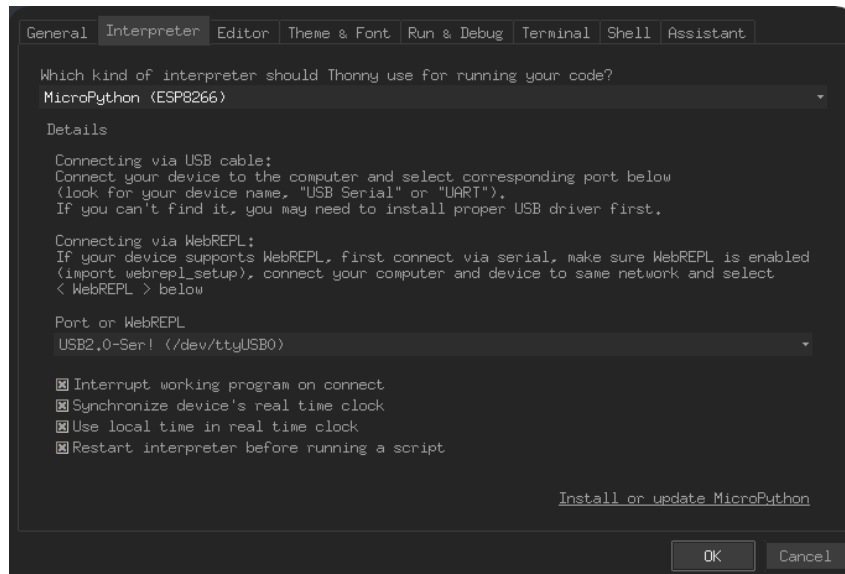 General Interpreter Editor Theme & Font Run & Debug Terminal Shell Assistant
Which kind of interpreter should Thonny use for running your code?
MicroPython (ESP8266)
Details
Connecting via USB cable:
Connect your device to the computer and select corresponding port below
(look for your device name, "USB Serial" or "UART").
If you can't find it, you may need to install proper USB driver first.
Connecting via WebREPL:
If your device supports WebREPL, first connect via serial, make sure WebREPL is enabled
(import webrepl_setup), connect your computer and device to same network and select
< WebREPL > below
Port or WebREPL
USB2.0-Ser! (/dev/ttyUSB0)
Interrupt working program on connect
Synchronize device's real time clock
Use local time in real time clock
Restart interpreter before running a script
Install or update MicroPython
OK Cancel